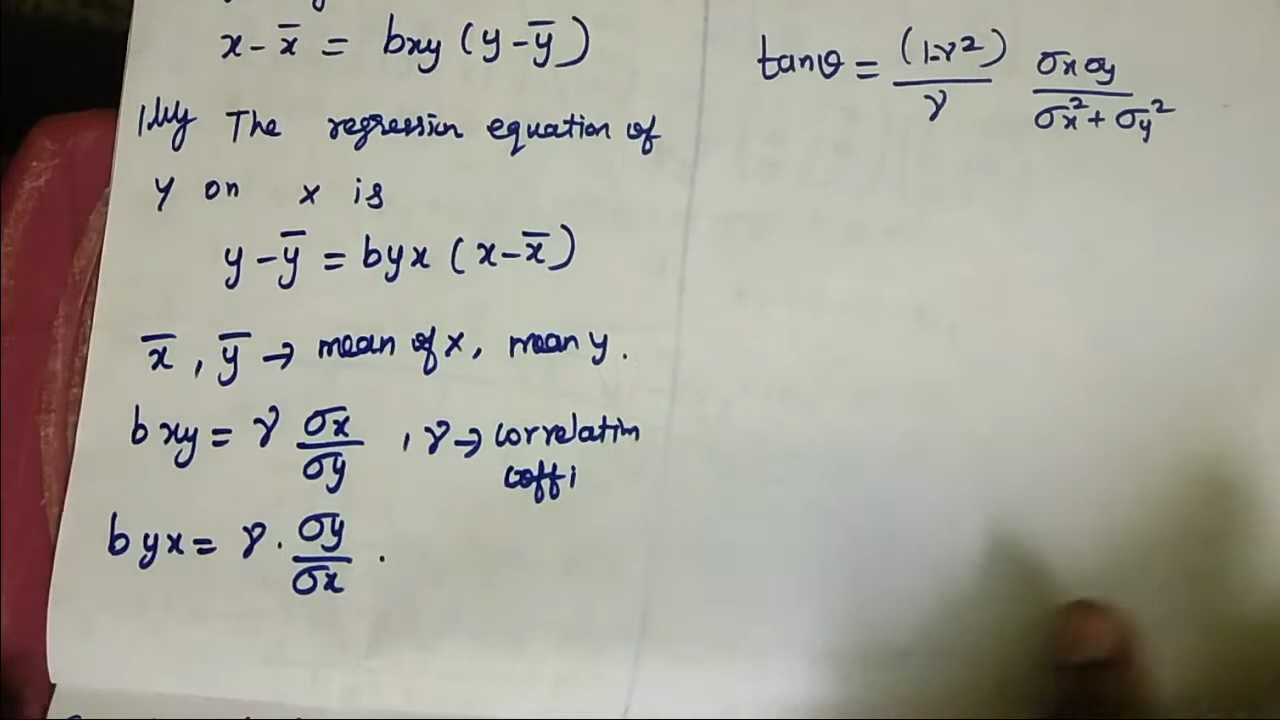 x - x̄ = bxy (y - ȳ)
|||ly The regression equation of
y on x is
y - ȳ = byx (x - x̄)
x̄, ȳ → mean of x, mean y.
bxy = γ σx/σy , γ → correlation
coffi
byx = γ . σy/σx .
tanθ = (1-γ²)/γ σxσy/σx²+σy²